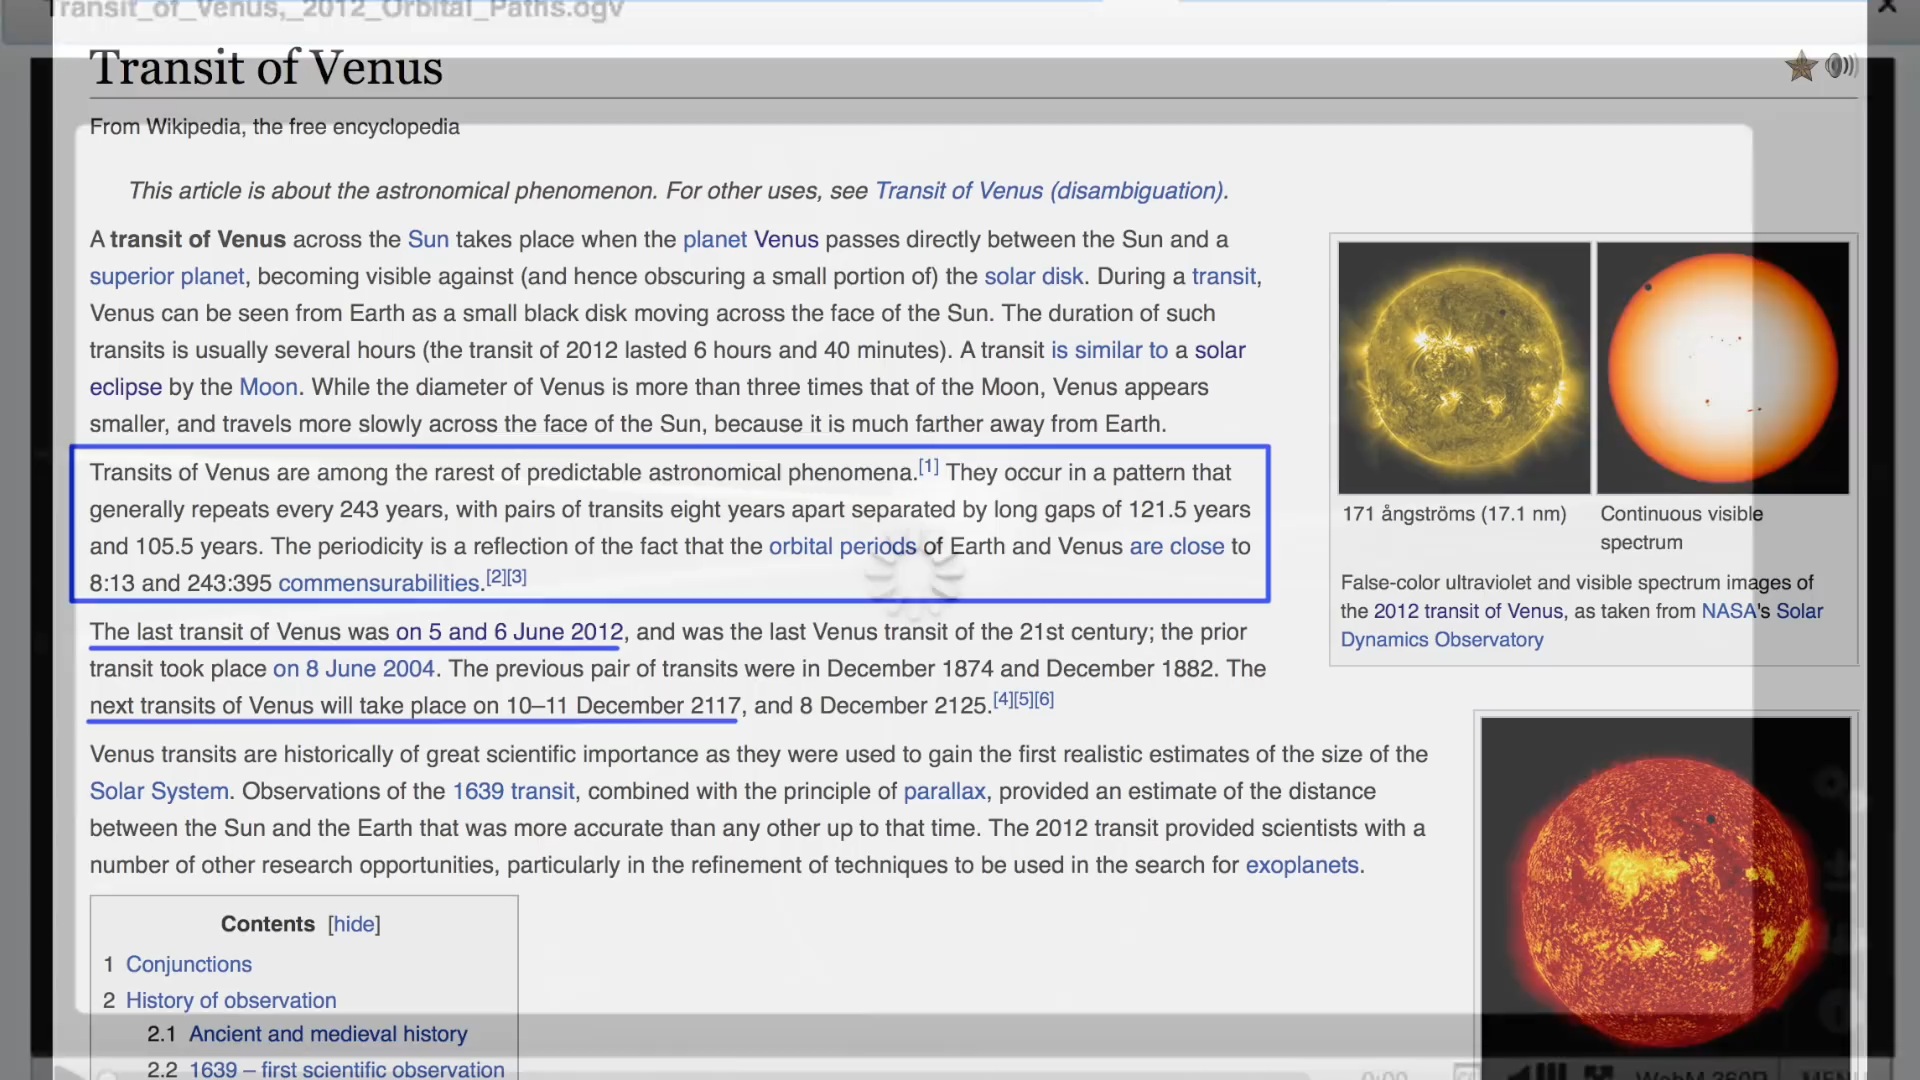 Transit_of_Venus,_2012_Orbital_Paths.ogv
Transit of Venus
From Wikipedia, the free encyclopedia
This article is about the astronomical phenomenon. For other uses, see Transit of Venus (disambiguation).
A transit of Venus across the Sun takes place when the planet Venus passes directly between the Sun and a
superior planet, becoming visible against (and hence obscuring a small portion of) the solar disk. During a transit,
Venus can be seen from Earth as a small black disk moving across the face of the Sun. The duration of such
transits is usually several hours (the transit of 2012 lasted 6 hours and 40 minutes). A transit is similar to a solar
eclipse by the Moon. While the diameter of Venus is more than three times that of the Moon, Venus appears
smaller, and travels more slowly across the face of the Sun, because it is much farther away from Earth.
Transits of Venus are among the rarest of predictable astronomical phenomena.[1] They occur in a pattern that
generally repeats every 243 years, with pairs of transits eight years apart separated by long gaps of 121.5 years
and 105.5 years. The periodicity is a reflection of the fact that the orbital periods of Earth and Venus are close to
8:13 and 243:395 commensurabilities.[2][3]
The last transit of Venus was on 5 and 6 June 2012, and was the last Venus transit of the 21st century; the prior
transit took place on 8 June 2004. The previous pair of transits were in December 1874 and December 1882. The
next transits of Venus will take place on 10–11 December 2117, and 8 December 2125.[4][5][6]
Venus transits are historically of great scientific importance as they were used to gain the first realistic estimates of the size of the
Solar System. Observations of the 1639 transit, combined with the principle of parallax, provided an estimate of the distance
between the Sun and the Earth that was more accurate than any other up to that time. The 2012 transit provided scientists with a
number of other research opportunities, particularly in the refinement of techniques to be used in the search for exoplanets.
171 ångströms (17.1 nm)
Continuous visible
spectrum
False-color ultraviolet and visible spectrum images of
the 2012 transit of Venus, as taken from NASA's Solar
Dynamics Observatory
Contents [hide]
1 Conjunctions
2 History of observation
2.1 Ancient and medieval history
2.2 1639 – first scientific observation
0:00
WebM 360P
MENU